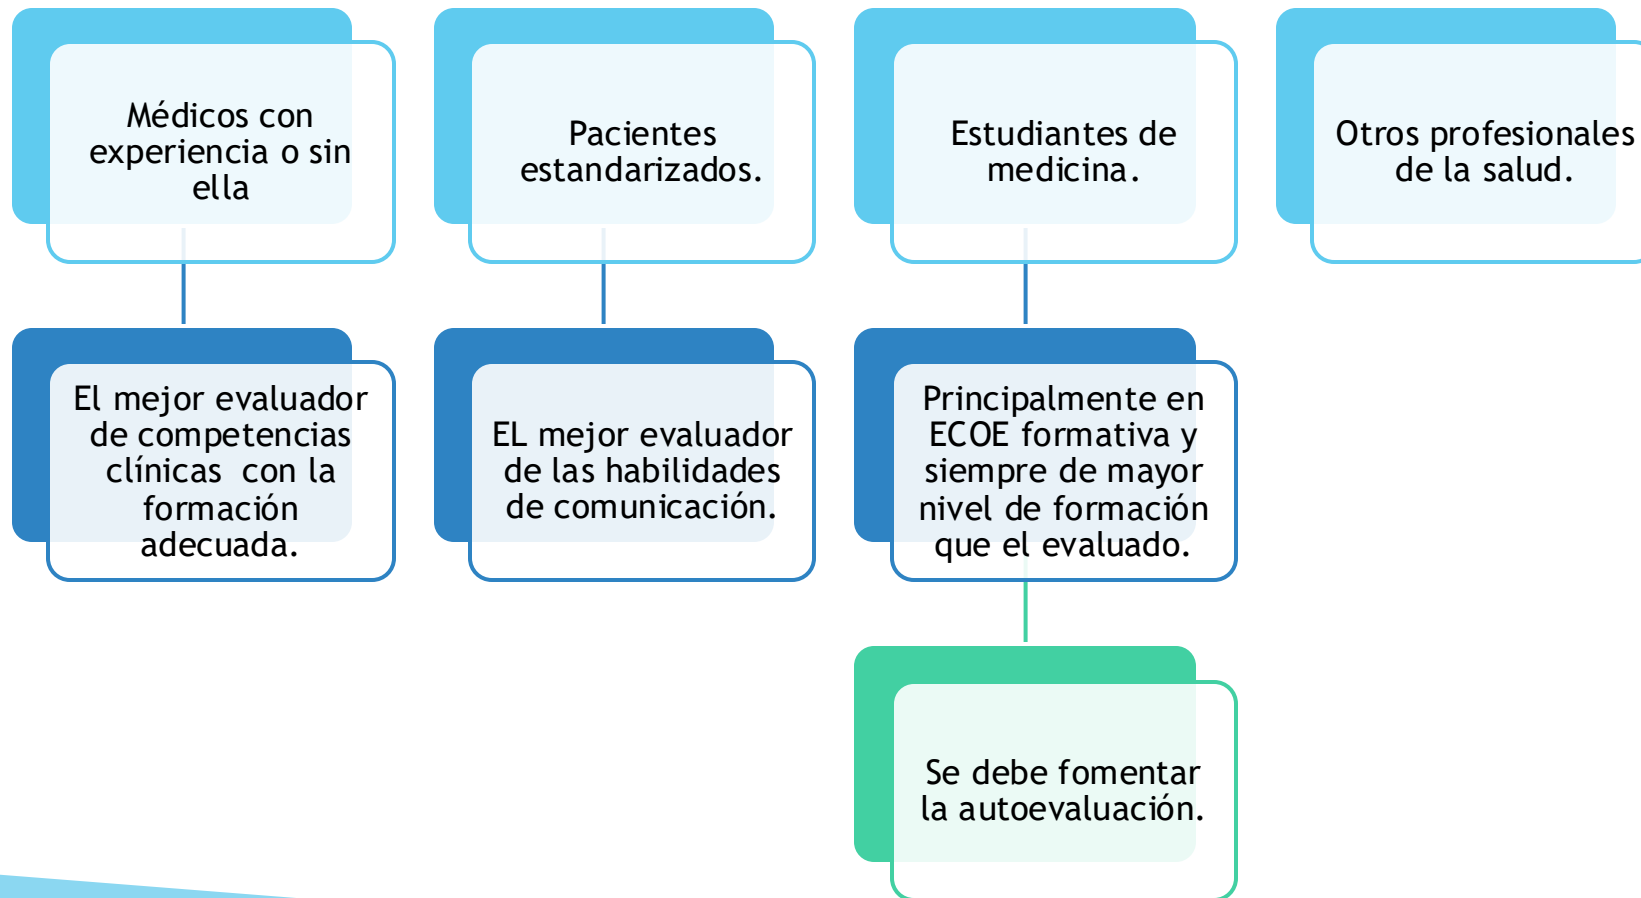 Médicos con
experiencia o sin
ella
Pacientes
estandarizados.
Estudiantes de
medicina.
Otros profesionales
de la salud.
El mejor evaluador
de competencias
clínicas con la
formación
adecuada.
EL mejor evaluador
de las habilidades
de comunicación.
Principalmente en
ECOE formativa y
siempre de mayor
nivel de formación
que el evaluado.
Se debe fomentar
la autoevaluación.